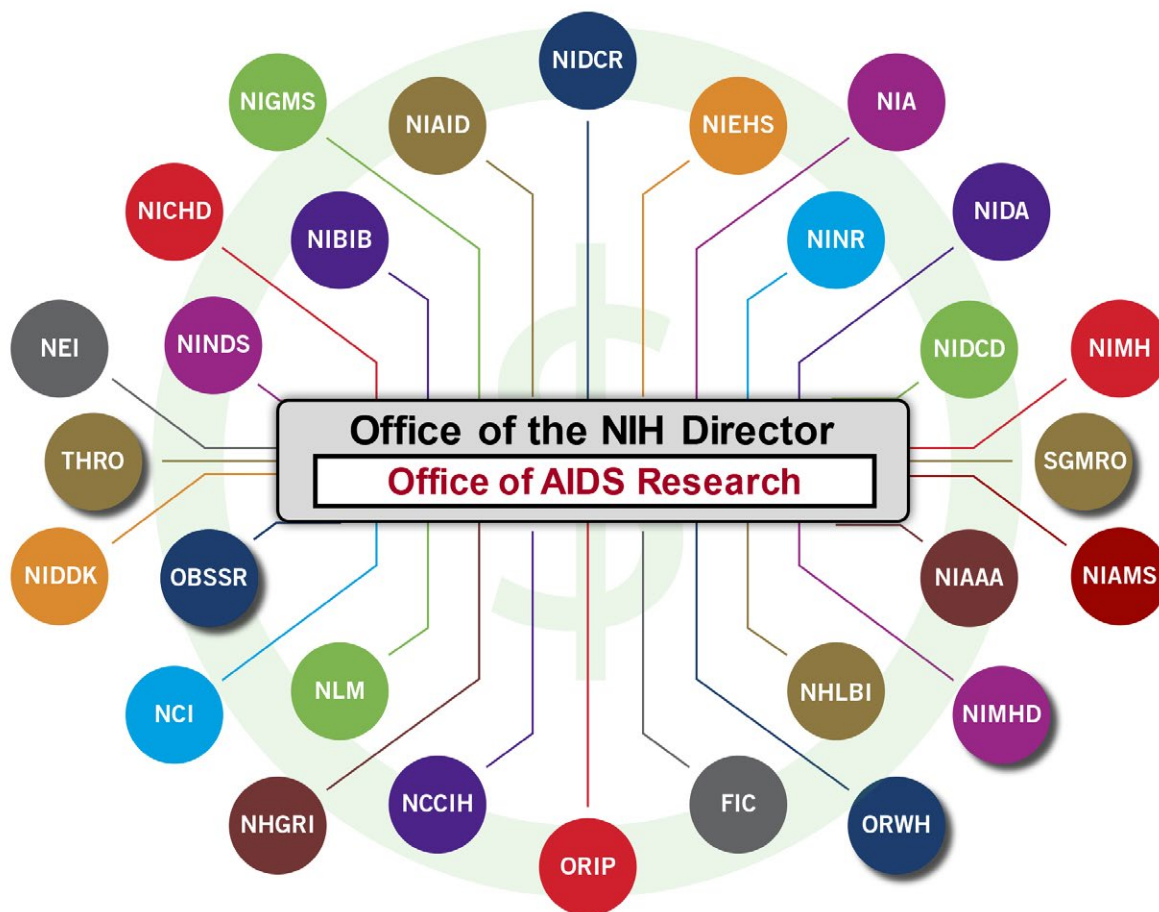 NIDCR
NIGMS
NIA
NIAID
NIEHS
NICHD
NIDA
NIBIB
NINR
NEI
NINDS
NIDCD
NIMH
Office of the NIH Director
THRO
SGMRO
Office of AIDS Research
NIDDK
OBSSR
NIAAA
NIAMS
NLM
NHLBI
NCI
NIMHD
NCCIH
FIC
NHGRI
ORWH
ORIP
$